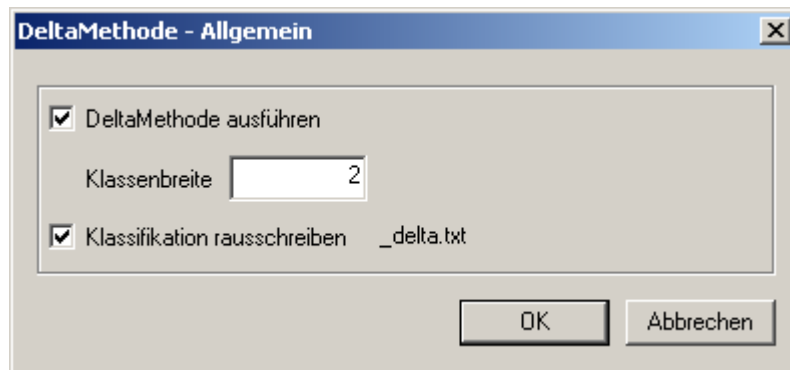 DeltaMethode - Allgemein
DeltaMethode ausführen
Klassenbreite 2
Klassifikation rausschreiben _delta.txt
OK Abbrechen